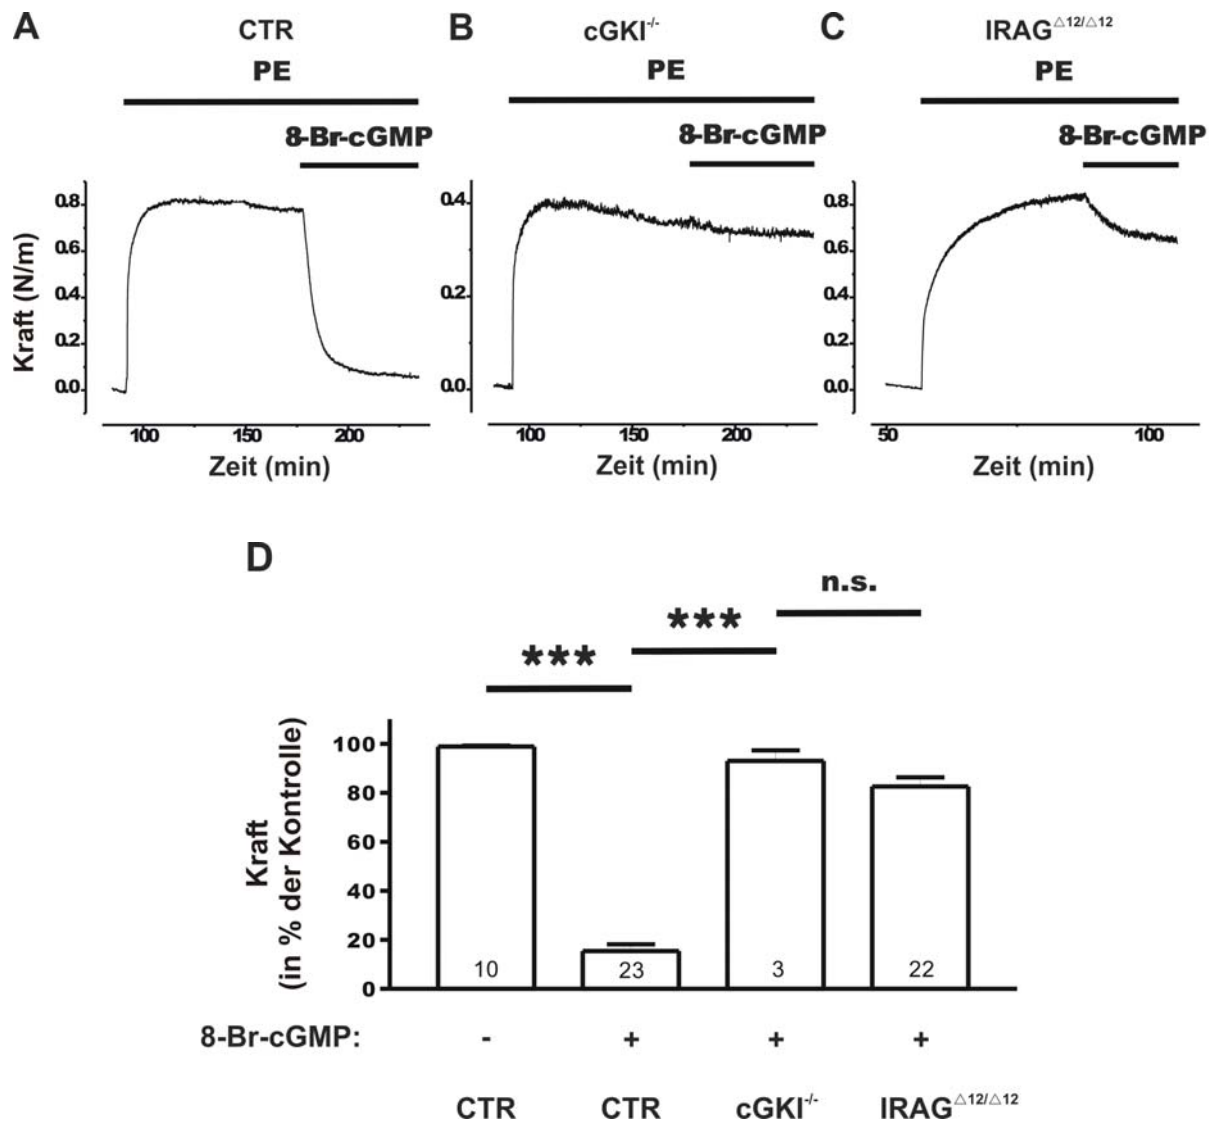 A CTR B cGKI-/- C IRAG△12/△12
PE PE PE
8-Br-cGMP 8-Br-cGMP 8-Br-cGMP
Kraft (N/m)
0.8 0.4 0.8
0.6 0.6
0.4 0.2 0.4
0.2 0.2
0.0 0.0 0.0
100 150 200 100 150 200 50 100
Zeit (min) Zeit (min) Zeit (min)
D
n.s.
***
***
Kraft
(in % der Kontrolle)
100
80
60
40
20
0
10 23 3 22
8-Br-cGMP: - + + +
CTR CTR cGKI-/- IRAG△12/△12